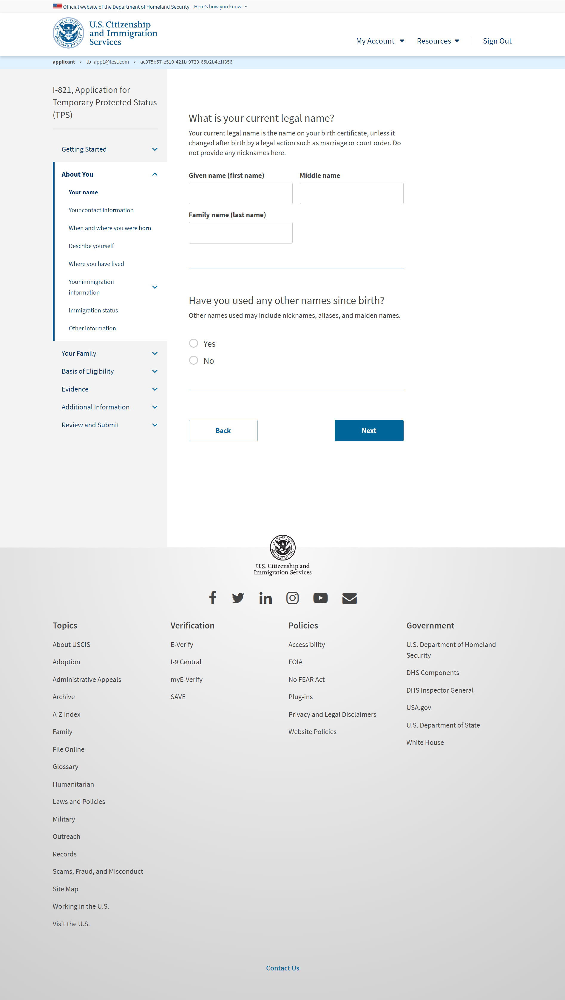 Official website of the Department of Homeland Security Here's how you know
U.S. Citizenship
and Immigration
Services
My Account Resources Sign Out
applicant > tb_app1@test.com > ac375b57-e510-421b-9723-65b2b4e1f356
I-821, Application for
Temporary Protected Status
(TPS)
Getting Started
About You
Your name
Your contact information
When and where you were born
Describe yourself
Where you have lived
Your immigration
information
Immigration status
Other information
Your Family
Basis of Eligibility
Evidence
Additional Information
Review and Submit
What is your current legal name?
Your current legal name is the name on your birth certificate, unless it
changed after birth by a legal action such as marriage or court order. Do
not provide any nicknames here.
Given name (first name) Middle name
Family name (last name)
Have you used any other names since birth?
Other names used may include nicknames, aliases, and maiden names.
Yes
No
Back Next
U.S. DEPARTMENT OF HOMELAND SECURITY
U.S. Citizenship and
Immigration Services
Topics
About USCIS
Adoption
Administrative Appeals
Archive
A-Z Index
Family
File Online
Glossary
Humanitarian
Laws and Policies
Military
Outreach
Records
Scams, Fraud, and Misconduct
Site Map
Working in the U.S.
Visit the U.S.
Verification
E-Verify
I-9 Central
myE-Verify
SAVE
Policies
Accessibility
FOIA
No FEAR Act
Plug-ins
Privacy and Legal Disclaimers
Website Policies
Government
U.S. Department of Homeland
Security
DHS Components
DHS Inspector General
USA.gov
U.S. Department of State
White House
Contact Us